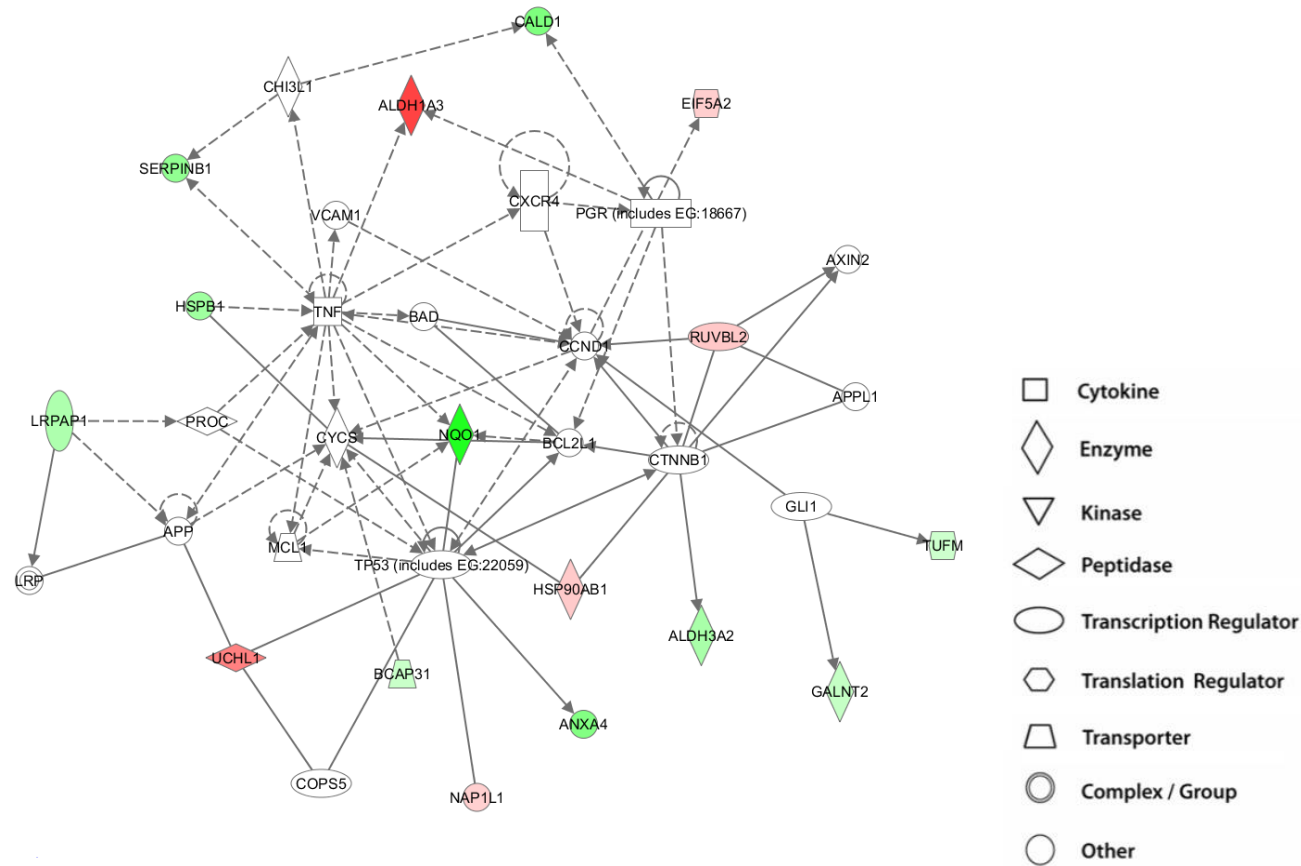 CALD1
CHI3L1
ALDH1A3
EIF5A2
SERPINB1
CXCR4
VCAM1
PGR (includes EG:18667)
AXIN2
HSPB1
TNF
BAD
RUVBL2
CCND1
APPL1
LRPAP1
PROC
CYCS
NQO1
BCL2L1
CTNNB1
GLI1
APP
MCL1
TUFM
TP53 (includes EG:22059)
LRP
HSP90AB1
ALDH3A2
UCHL1
BCAP31
GALNT2
ANXA4
COPS5
NAP1L1
Cytokine
Enzyme
Kinase
Peptidase
Transcription Regulator
Translation Regulator
Transporter
Complex / Group
Other